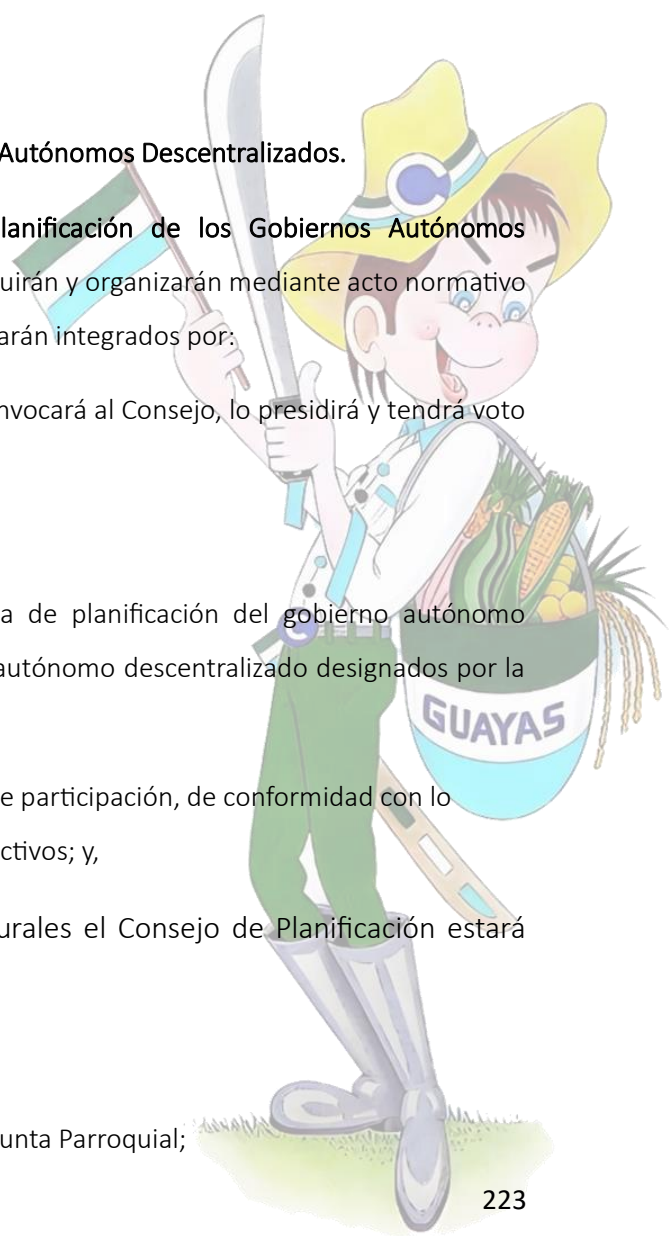 Autónomos Descentralizados.
lanificación de los Gobiernos Autónomos
uirán y organizarán mediante acto normativo
arán integrados por:
nvocará al Consejo, lo presidirá y tendrá voto
a de planificación del gobierno autónomo
autónomo descentralizado designados por la
GUAYAS
e participación, de conformidad con lo
ctivos; y,
urales el Consejo de Planificación estará
unta Parroquial;
223